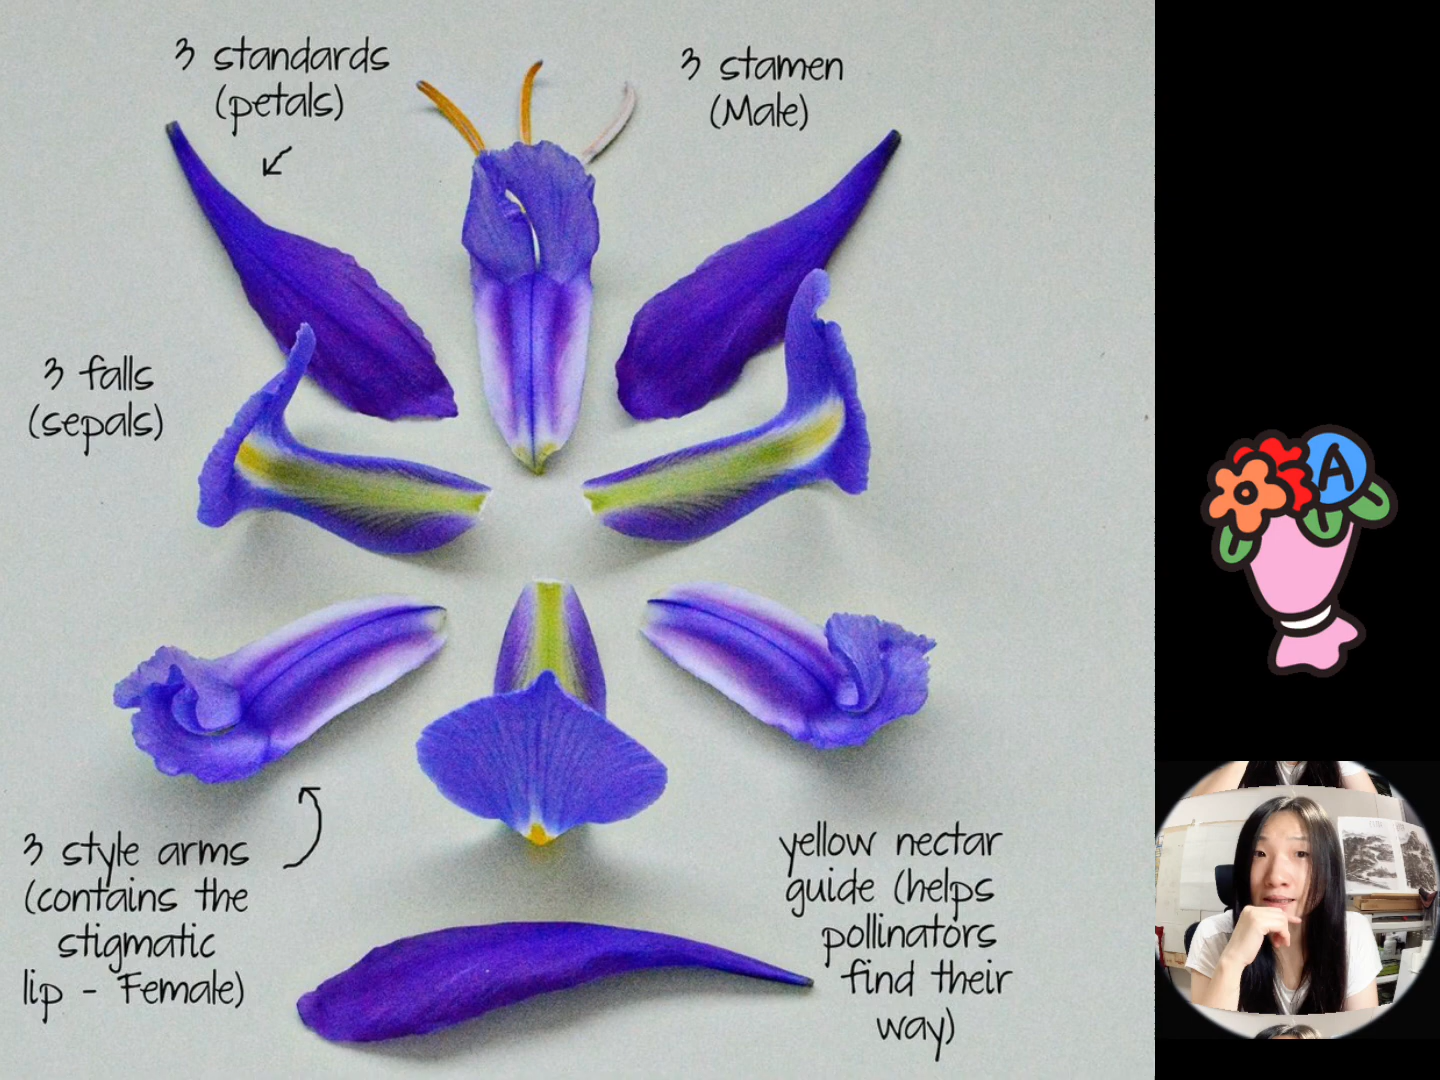 3 standards
(petals)
3 stamen
(Male)
3 falls
(sepals)
A
3 style arms
(contains the
stigmatic
lip - Female)
yellow nectar
guide (helps
pollinators
find their
way)